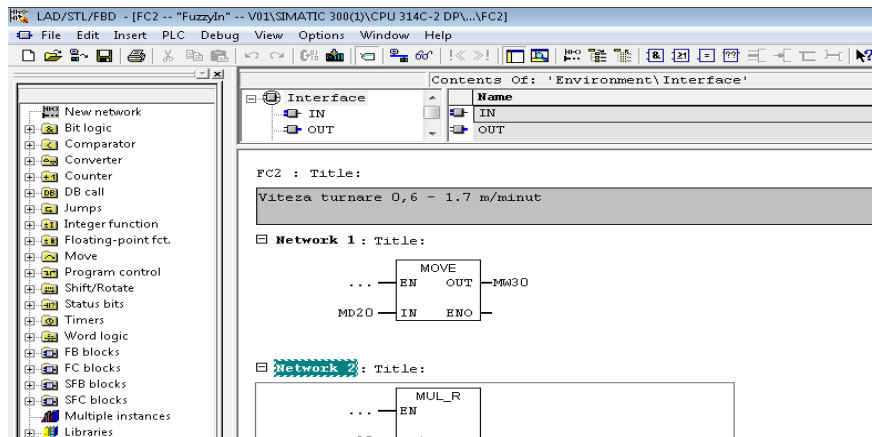 LAD/STL/FBD - [FC2 -- "FuzzyIn" -- V01\SIMATIC 300(1)\CPU 314C-2 DP\...\FC2]
File Edit Insert PLC Debug View Options Window Help
Contents Of: 'Environment\Interface'
Interface
IN
OUT
Name
IN
OUT
New network
Bit logic
Comparator
Converter
Counter
DB call
Jumps
Integer function
Floating-point fct.
Move
Program control
Shift/Rotate
Status bits
Timers
Word logic
FB blocks
FC blocks
SFB blocks
SFC blocks
Multiple instances
Libraries
FC2 : Title:
Viteza turnare 0,6 - 1.7 m/minut
Network 1 : Title:
MOVE
... EN OUT MW30
MD20 IN ENO
Network 2 : Title:
MUL_R
... EN